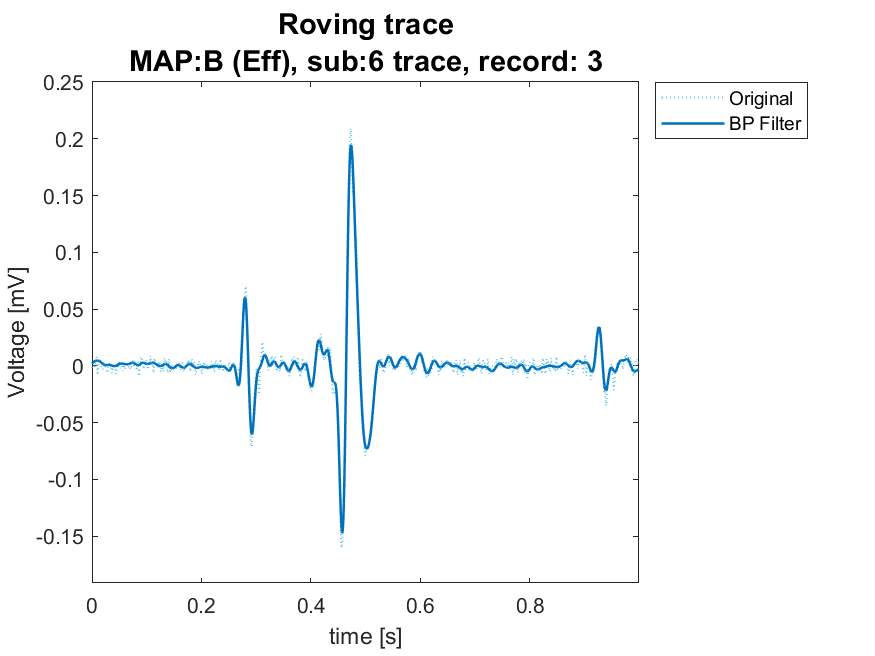 Roving trace
MAP:B (Eff), sub:6 trace, record: 3
0.25
0.2
0.15
0.1
0.05
0
-0.05
-0.1
-0.15
Voltage [mV]
0 0.2 0.4 0.6 0.8
time [s]
Original
BP Filter